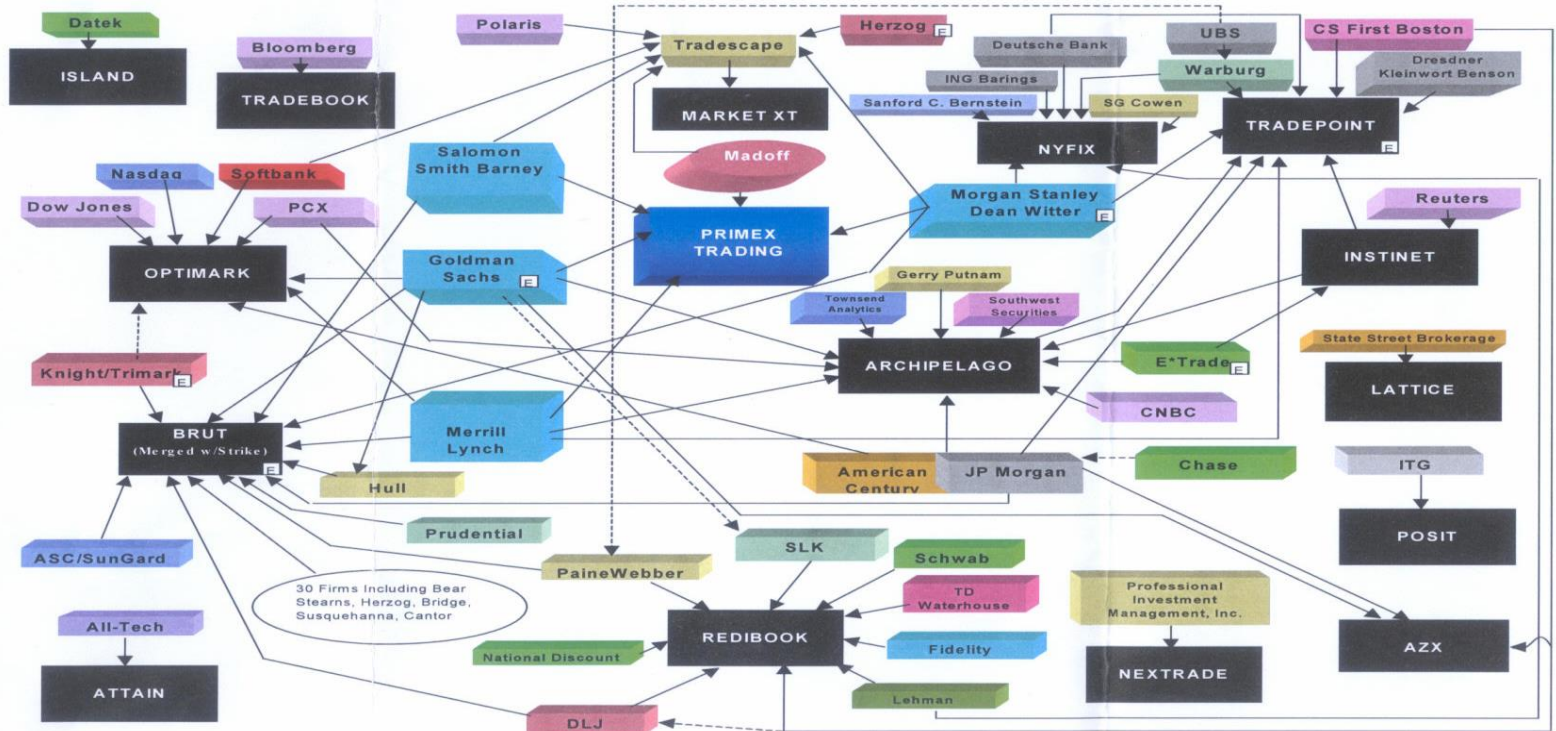 Datek
ISLAND
Bloomberg
TRADEBOOK
Polaris
Tradescape
Herzog
E
MARKET XT
Deutsche Bank
UBS
CS First Boston
ING Barings
Warburg
Dresdner
Kleinwort Benson
Sanford C. Bernstein
SG Cowen
NYFIX
TRADEPOINT
E
Nasdaq
Softbank
Dow Jones
PCX
OPTIMARK
Salomon
Smith Barney
Madoff
PRIMEX
TRADING
Morgan Stanley
Dean Witter
E
Reuters
INSTINET
Goldman
Sachs
E
Gerry Putnam
Townsend
Analytics
Southwest
Securities
ARCHIPELAGO
E*Trade
E
CNBC
State Street Brokerage
LATTICE
Knight/Trimark
E
BRUT
(Merged w/Strike)
E
Merrill
Lynch
Hull
American
Century
JP Morgan
Chase
ITG
POSIT
ASC/SunGard
Prudential
PaineWebber
SLK
Schwab
TD
Waterhouse
30 Firms Including Bear
Stearns, Herzog, Bridge,
Susquehanna, Cantor
REDIBOOK
Fidelity
National Discount
Lehman
DLJ
Professional
Investment
Management, Inc.
NEXTRADE
AZX
All-Tech
ATTAIN